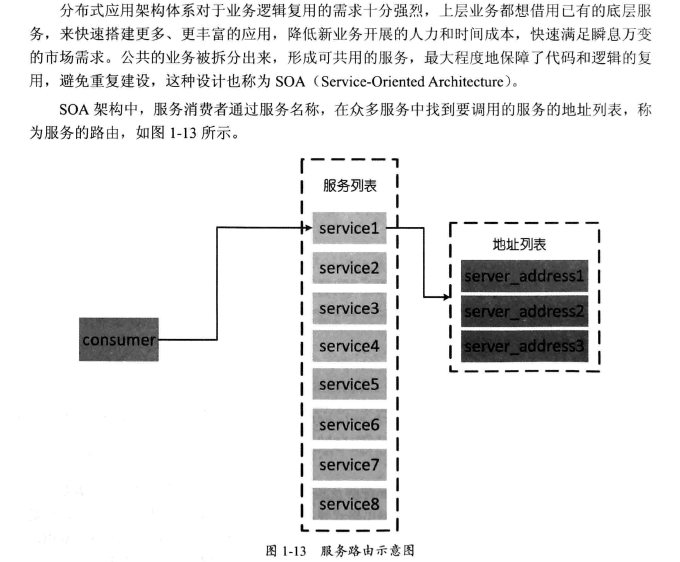 分布式应用架构体系对于业务逻辑复用的需求十分强烈，上层业务都想借用已有的底层服
务，来快速搭建更多、更丰富的应用，降低新业务开展的人力和时间成本，快速满足瞬息万变
的市场需求。公共的业务被拆分出来，形成可共用的服务，最大程度地保障了代码和逻辑的复
用，避免重复建设，这种设计也称为 SOA（Service-Oriented Architecture）。
SOA 架构中，服务消费者通过服务名称，在众多服务中找到要调用的服务的地址列表，称
为服务的路由，如图 1-13 所示。
服务列表
service1
service2
service3
service4
service5
service6
service7
service8
consumer
地址列表
server_address1
server_address2
server_address3
图 1-13 服务路由示意图